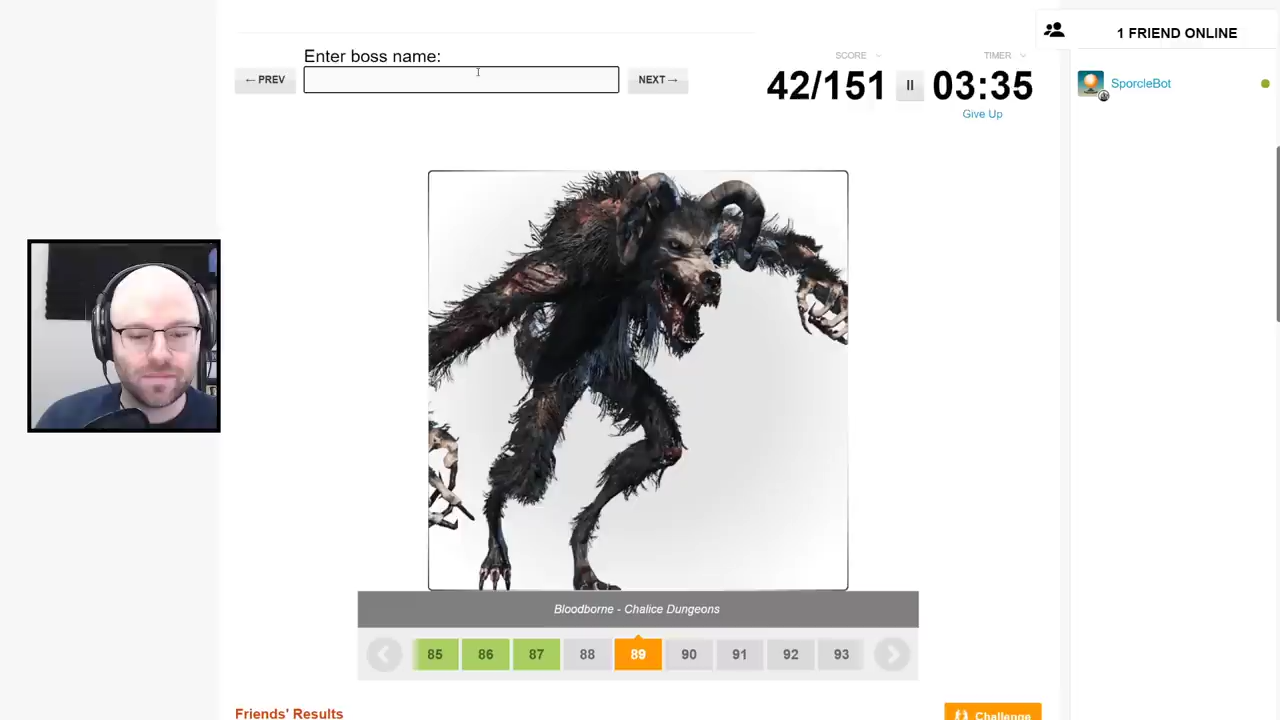 1 FRIEND ONLINE
Enter boss name:
← PREV
NEXT →
SCORE
42/151
TIMER
03:35
Give Up
SporcleBot
Bloodborne - Chalice Dungeons
85
86
87
88
89
90
91
92
93
Friends' Results
Challenge